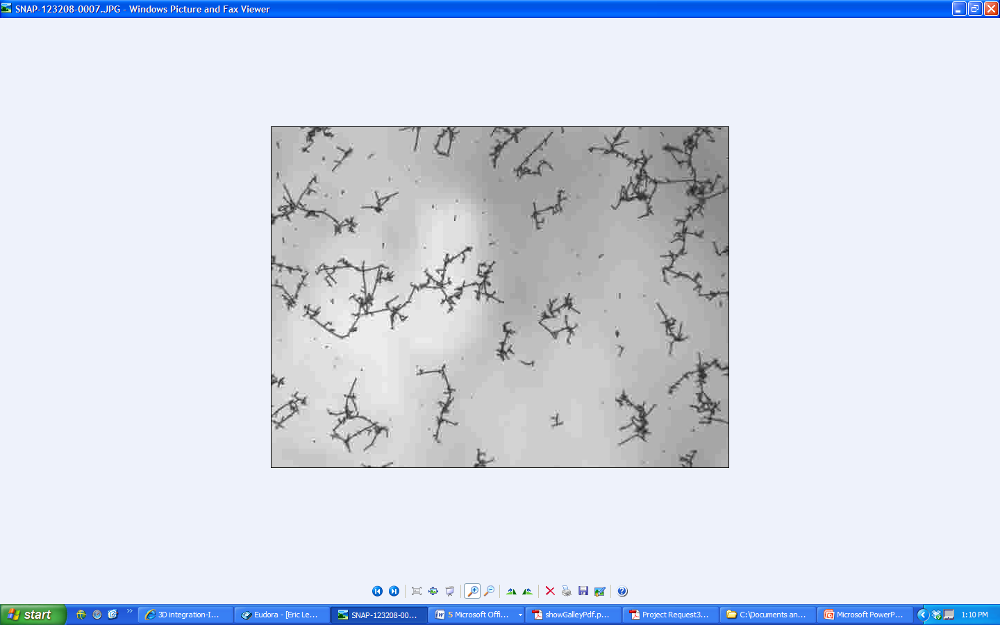 SNAP-123208-0007.JPG - Windows Picture and Fax Viewer
start
3D integration-I...
Eudora - [Eric Le...
SNAP-123208-00...
5 Microsoft Offi...
showGalleyPdf.p...
Project Request3...
C:\Documents an...
Microsoft PowerP...
1:10 PM